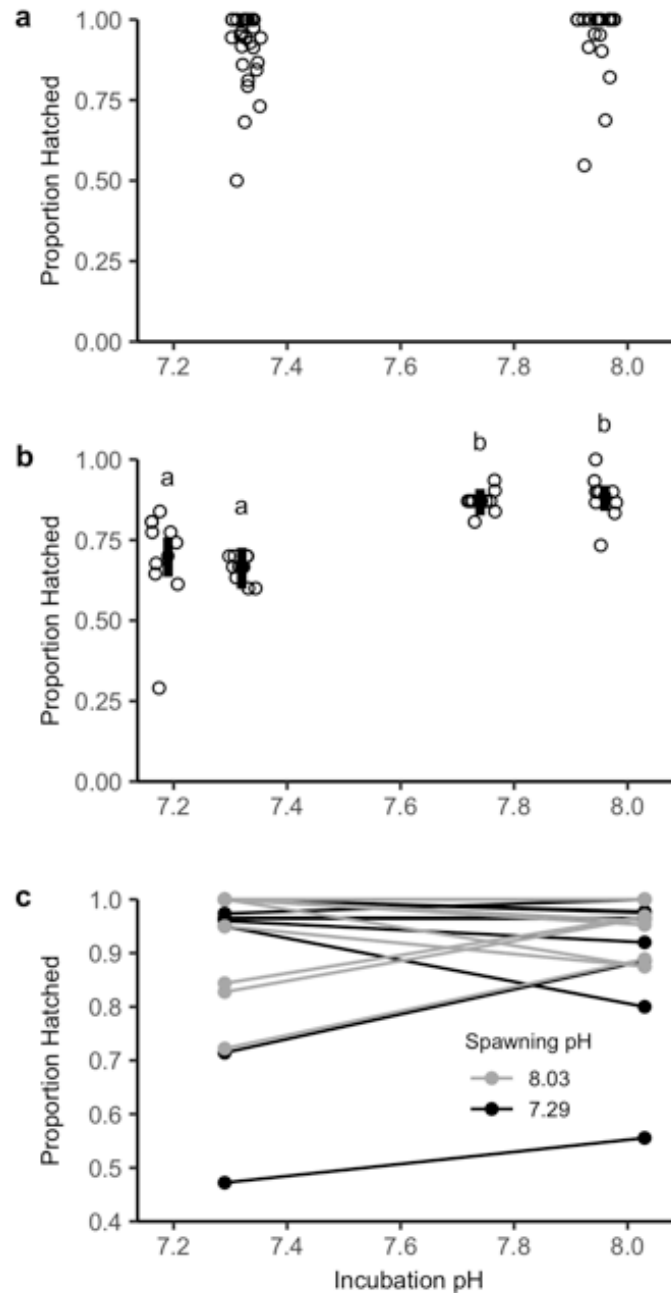 a
1.00
0.75
0.50
0.25
0.00
Proportion Hatched
7.2 7.4 7.6 7.8 8.0
b
1.00
0.75
0.50
0.25
0.00
Proportion Hatched
a a b b
7.2 7.4 7.6 7.8 8.0
c
1.0
0.9
0.8
0.7
0.6
0.5
0.4
Proportion Hatched
Spawning pH
8.03
7.29
7.2 7.4 7.6 7.8 8.0
Incubation pH